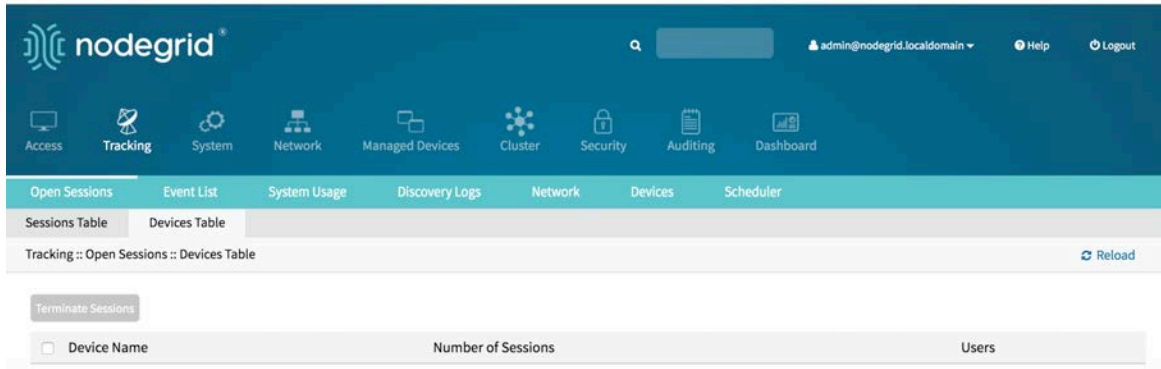 nodegrid®
admin@nodegrid.localdomain Help Logout
Access Tracking System Network Managed Devices Cluster Security Auditing Dashboard
Open Sessions Event List System Usage Discovery Logs Network Devices Scheduler
Sessions Table Devices Table
Tracking :: Open Sessions :: Devices Table Reload
Terminate Sessions
Device Name Number of Sessions Users